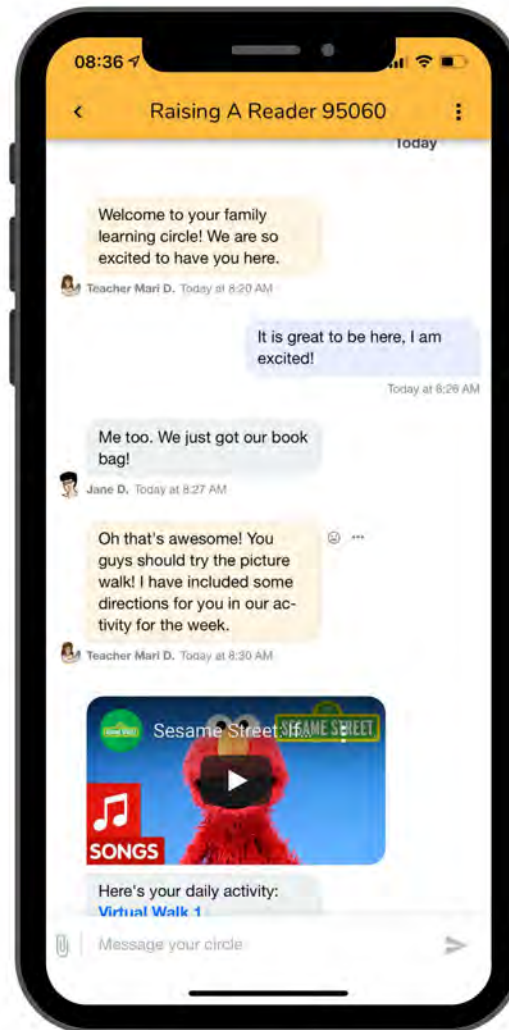 08:36
Raising A Reader 95060
Today
Welcome to your family
learning circle! We are so
excited to have you here.
Teacher Mari D. Today at 8:20 AM
It is great to be here, I am
excited!
Today at 8:26 AM
Me too. We just got our book
bag!
Jane D. Today at 8:27 AM
Oh that's awesome! You
guys should try the picture
walk! I have included some
directions for you in our ac-
tivity for the week.
Teacher Mari D. Today at 8:30 AM
Sesame Street: If...
SESAME STREET
SONGS
Here's your daily activity:
Virtual Walk 1
Message your circle